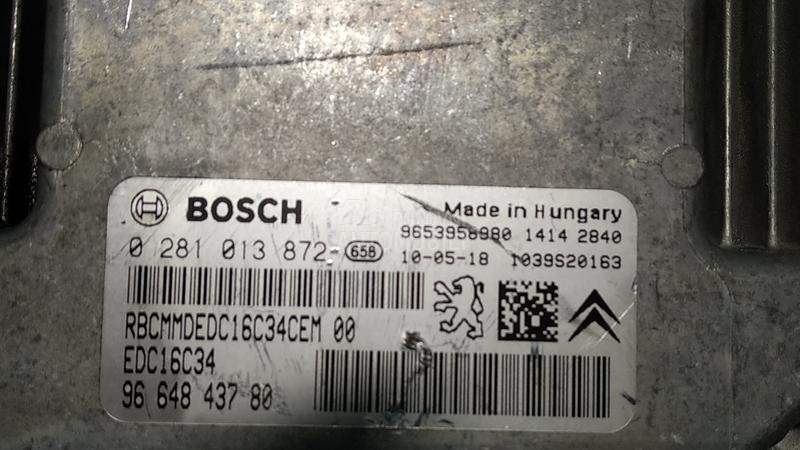 BOSCH
Made in Hungary
9653958980 1414 2840
0 281 013 872 658
10-05-18 1039S20163
RBCMMDEDC16C34CEM 00
EDC16C34
96 648 437 80